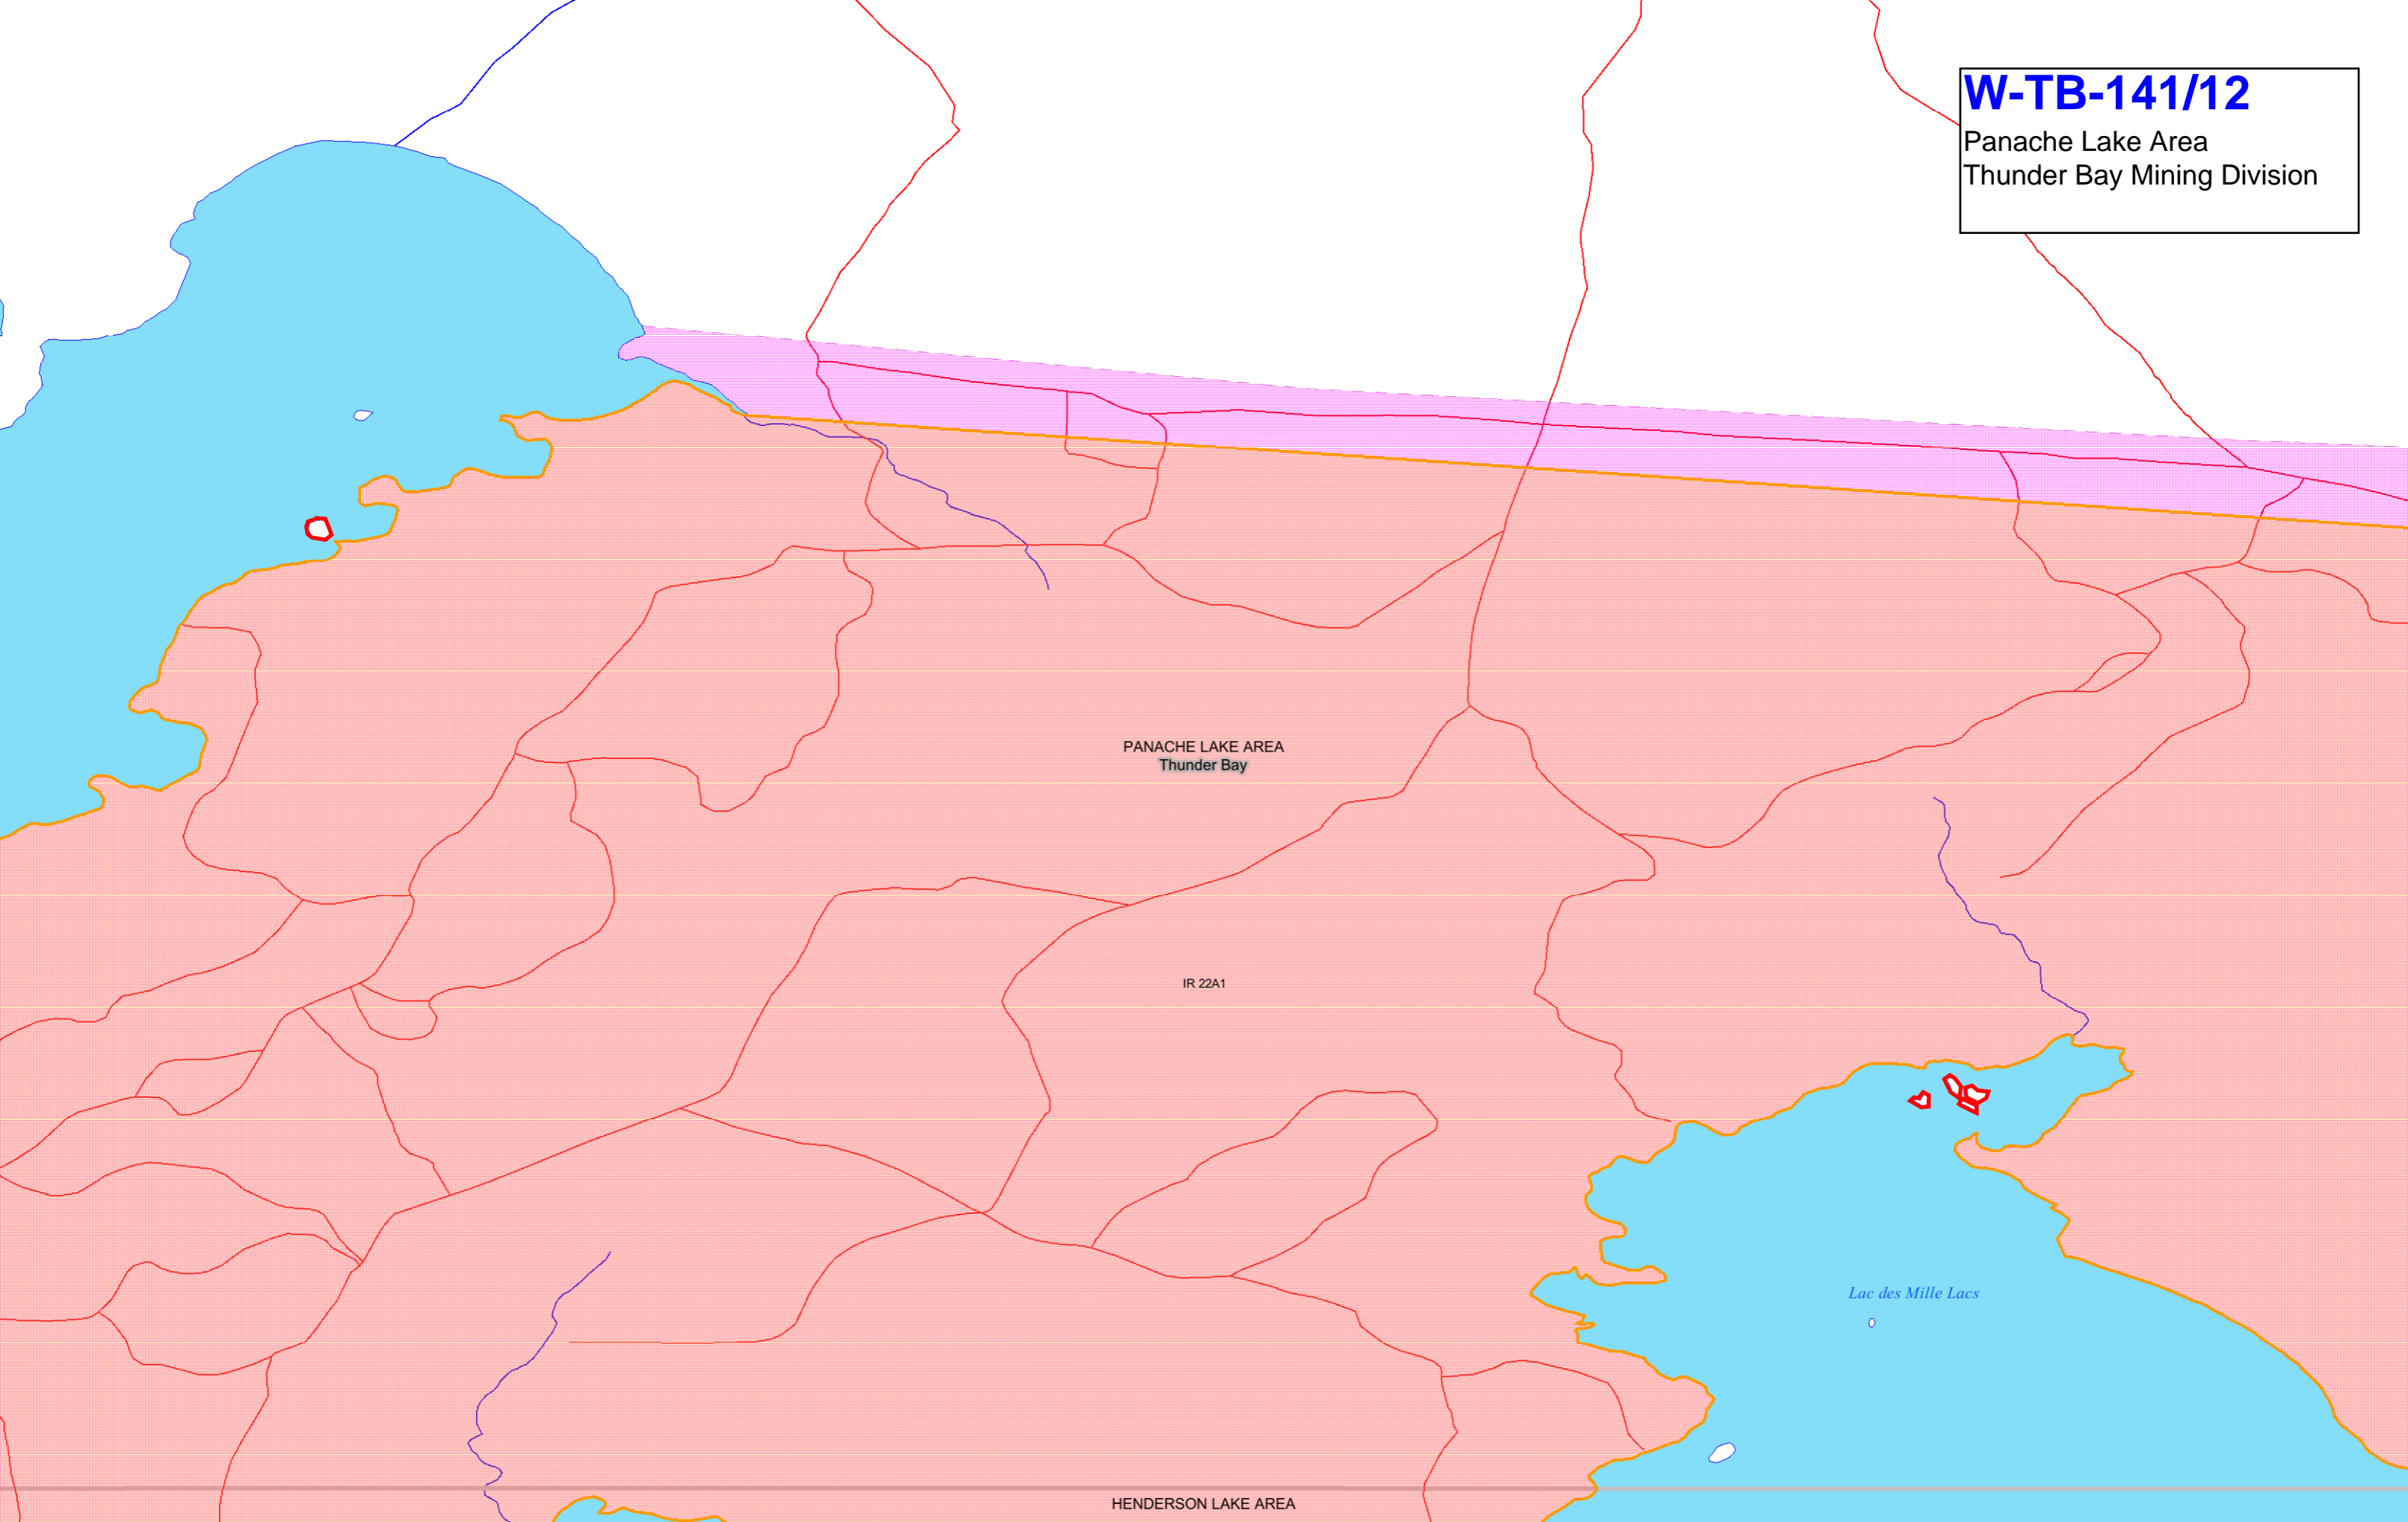 W-TB-141/12
Panache Lake Area
Thunder Bay Mining Division
PANACHE LAKE AREA
Thunder Bay
IR 22A1
Lac des Mille Lacs
HENDERSON LAKE AREA